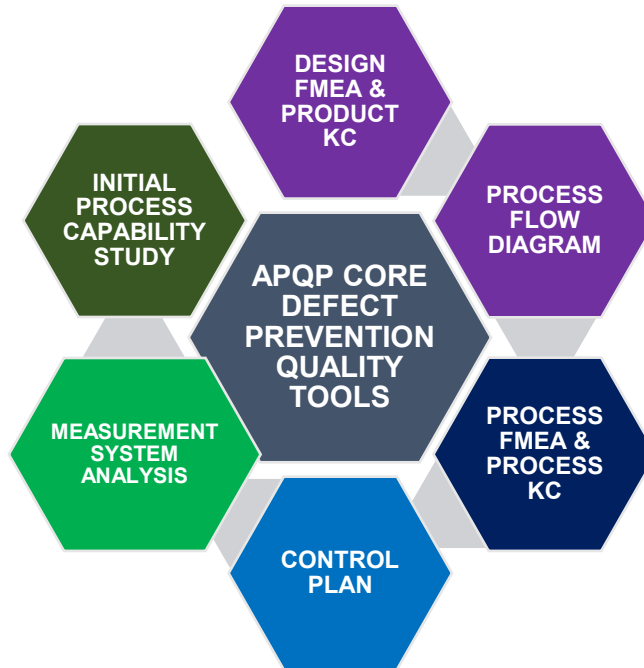 DESIGN
FMEA &
PRODUCT
KC
PROCESS
FLOW
DIAGRAM
PROCESS
FMEA &
PROCESS
KC
CONTROL
PLAN
MEASUREMENT
SYSTEM
ANALYSIS
INITIAL
PROCESS
CAPABILITY
STUDY
APQP CORE
DEFECT
PREVENTION
QUALITY
TOOLS